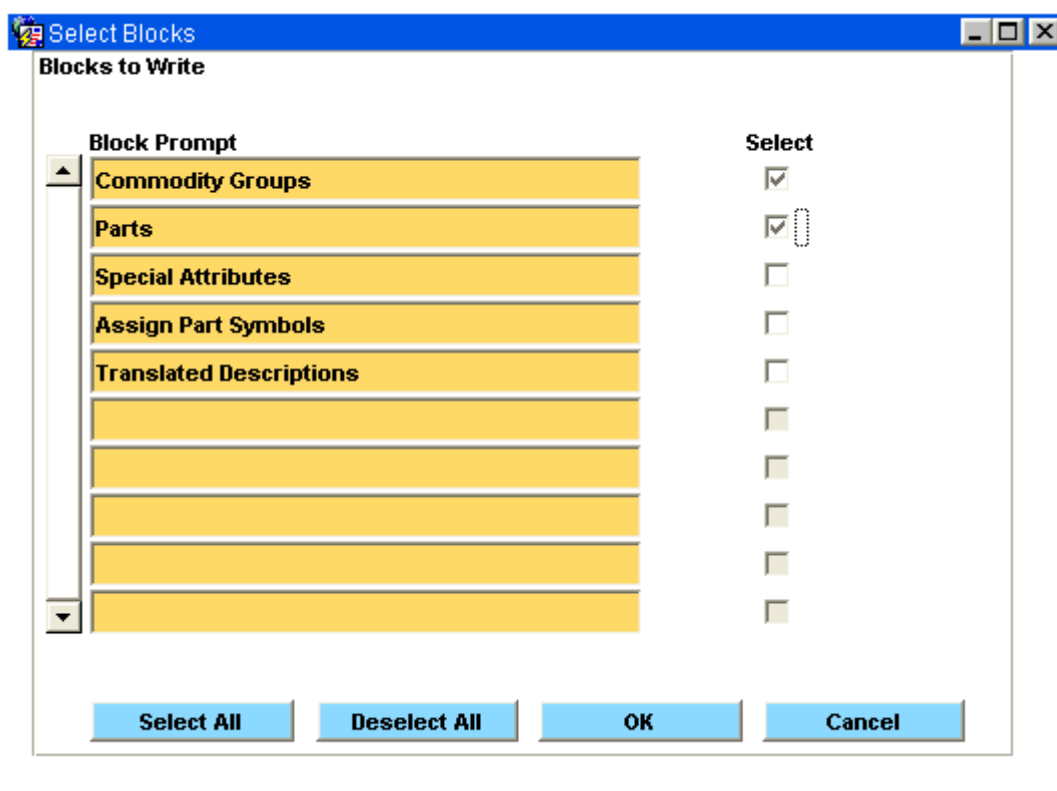 Select Blocks
Blocks to Write
Block Prompt Select
Commodity Groups
Parts
Special Attributes
Assign Part Symbols
Translated Descriptions
Select All Deselect All OK Cancel